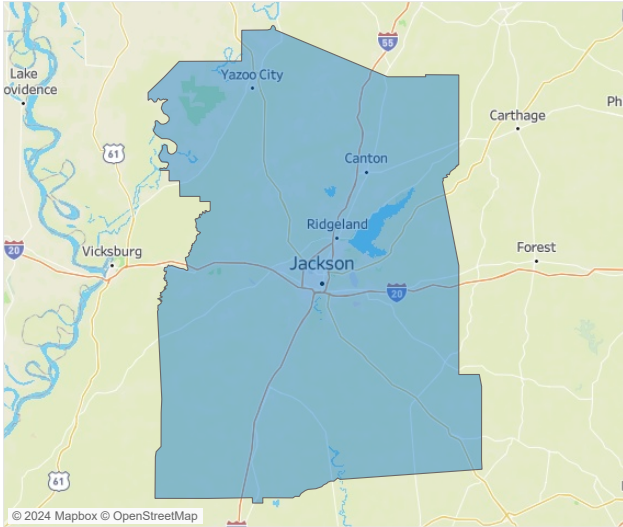 55
Yazoo City
Lake
ovidence
Carthage
Ph
61
Canton
Ridgeland
Vicksburg
20
Forest
Jackson
20
61
© 2024 Mapbox © OpenStreetMap